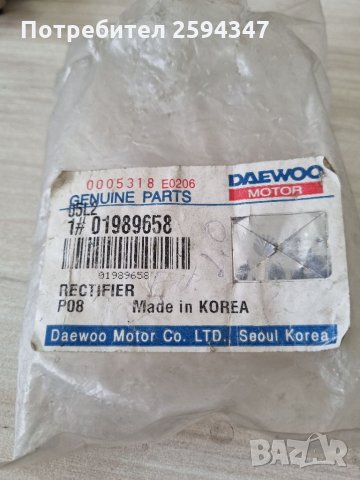 Потребител 2594347
0005318 E0206
GENUINE PARTS
DAEWOO
MOTOR
05L2
1# 01989658
01989658
RECTIFIER
P08 Made in KOREA
Daewoo Motor Co. LTD. Seoul Korea
BAZAR